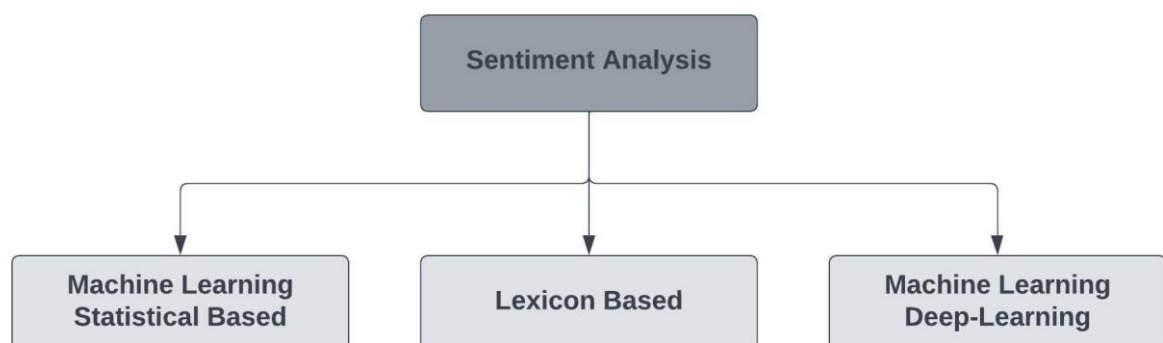 Sentiment Analysis
Machine Learning
Statistical Based
Lexicon Based
Machine Learning
Deep-Learning